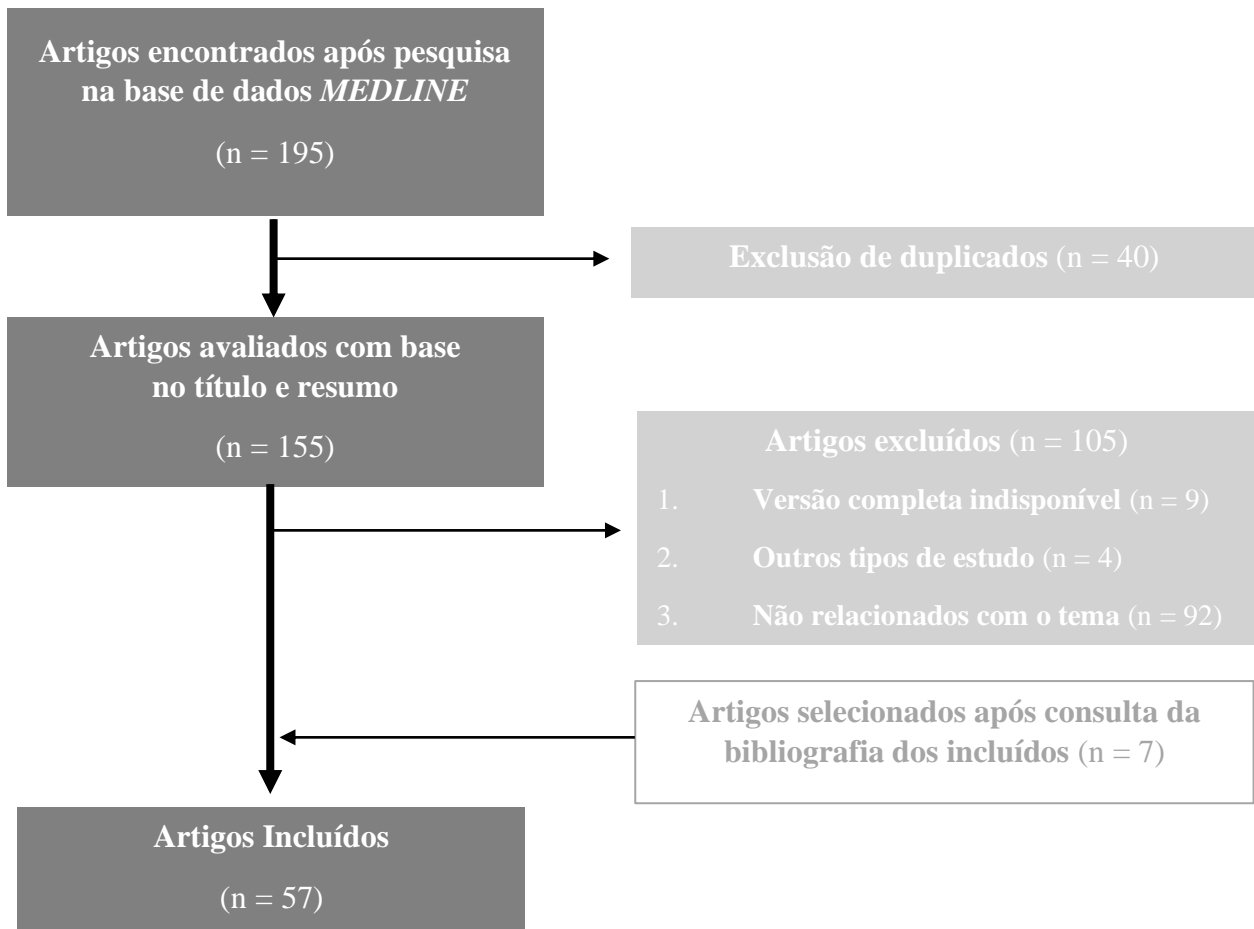 Artigos encontrados após pesquisa
na base de dados MEDLINE
(n = 195)
Exclusão de duplicados (n = 40)
Artigos avaliados com base
no título e resumo
(n = 155)
Artigos excluídos (n = 105)
1. Versão completa indisponível (n = 9)
2. Outros tipos de estudo (n = 4)
3. Não relacionados com o tema (n = 92)
Artigos selecionados após consulta da
bibliografia dos incluídos (n = 7)
Artigos Incluídos
(n = 57)